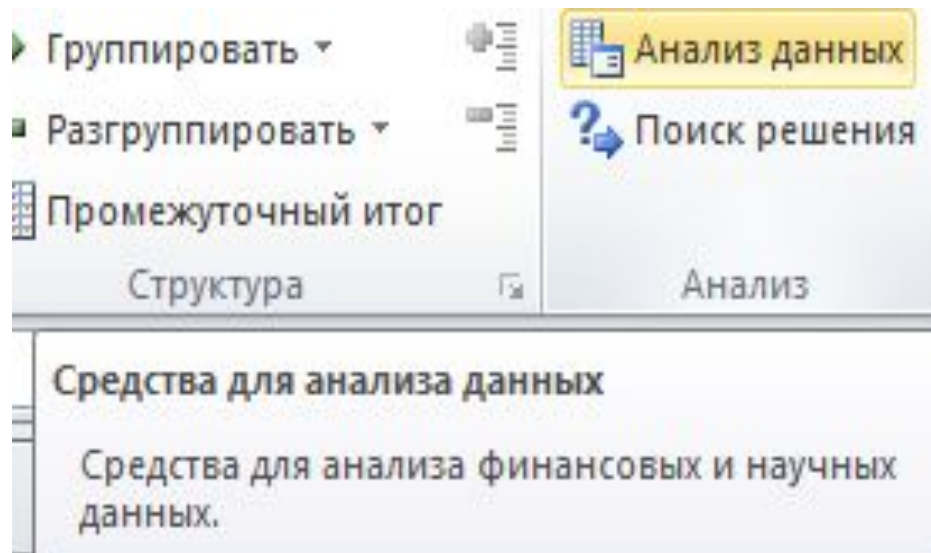 Группировать
Разгруппировать
Промежуточный итог
Структура
Анализ данных
Поиск решения
Анализ
Средства для анализа данных
Средства для анализа финансовых и научных
данных.